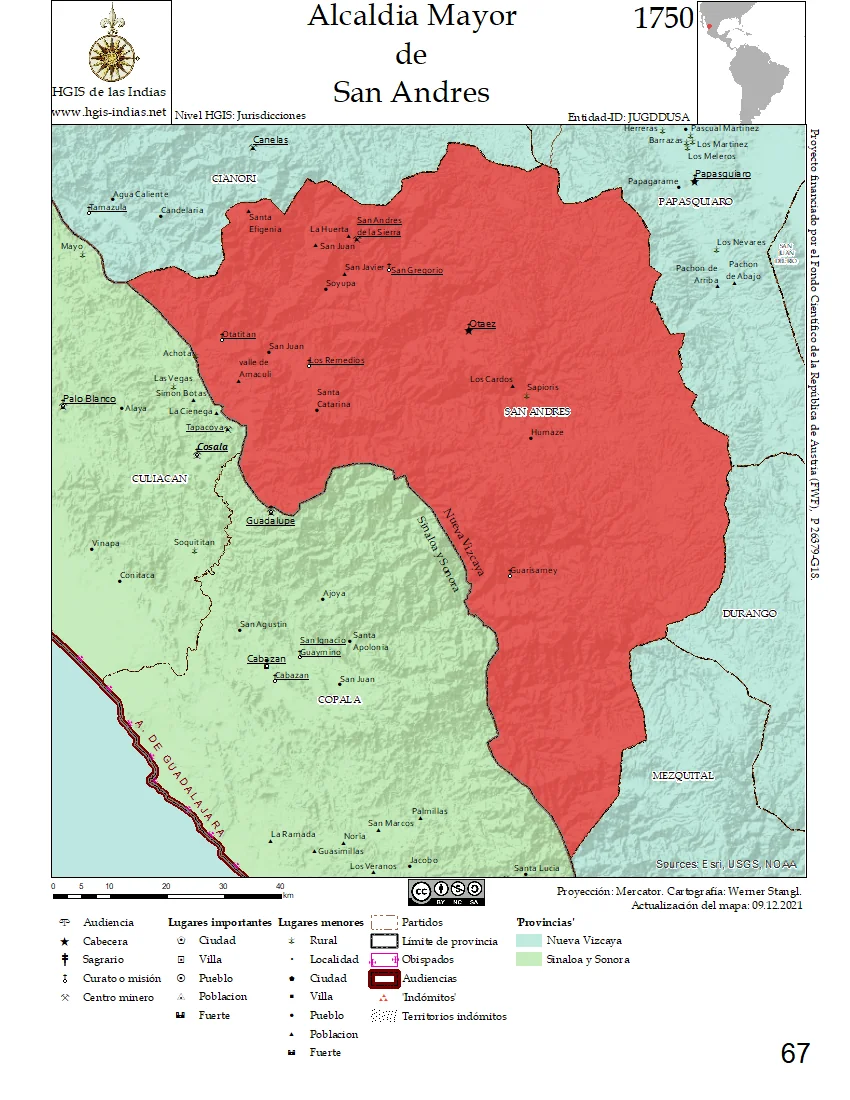 HGIS de las Indias
www.hgis-indias.net
Alcaldia Mayor
de
San Andres
1750
Nivel HGIS: Jurisdicciones
Entidad-ID: JUGDDUSA
Herreras
Pascual Martinez
Barrazas
Los Martinez
Los Meleros
Canelas
CIANORI
Papagarame
Papasquiaro
PAPASQUIARO
Agua Caliente
Tamazula
Candelaria
Santa
Efigenia
San Andres
de la Sierra
La Huerta
San Juan
Mayo
Los Nevares
SAN
JUAN
DEL RIO
San Javier
San Gregorio
Soyupa
Pachon de
Arriba
Pachon
de Abajo
Otaez
Otatitan
San Juan
Achota
valle de
Amaculi
Los Remedios
Las Vegas
Simon Botas
Santa
Catarina
Los Cardos
Sapioris
Palo Blanco
Alaya
La Cienega
SAN ANDRES
Tapacoya
Humaze
Cosala
CULIACAN
Guadalupe
Nueva Vizcaya
Sinaloa y Sonora
Vinapa
Soquititan
Conitaca
Guarisamey
Ajoya
DURANGO
San Agustin
San Ignacio
Guaymino
Santa
Apolonia
Cabazan
Cabazan
San Juan
COPALA
A. DE GUADALAJARA
MEZQUITAL
Palmillas
San Marcos
La Ramada
Noria
Guasimillas
Jacobo
Los Veranos
Santa Lucia
Sources: Esri, USGS, NOAA
Proyecto financiado por el Fondo Científico de la República de Austria (FWF), P 26379-G18.
0 5 10 20 30 40
km
CC BY NC SA
Proyección: Mercator. Cartografía: Werner Stangl.
Actualización del mapa: 09.12.2021
Audiencia
Cabecera
Sagrario
Curato o misión
Centro minero
Lugares importantes
Ciudad
Villa
Pueblo
Poblacion
Fuerte
Lugares menores
Rural
Localidad
Ciudad
Villa
Pueblo
Poblacion
Fuerte
Partidos
Límite de provincia
Obispados
Audiencias
'Indómitos'
Territorios indómitos
'Provincias'
Nueva Vizcaya
Sinaloa y Sonora
67